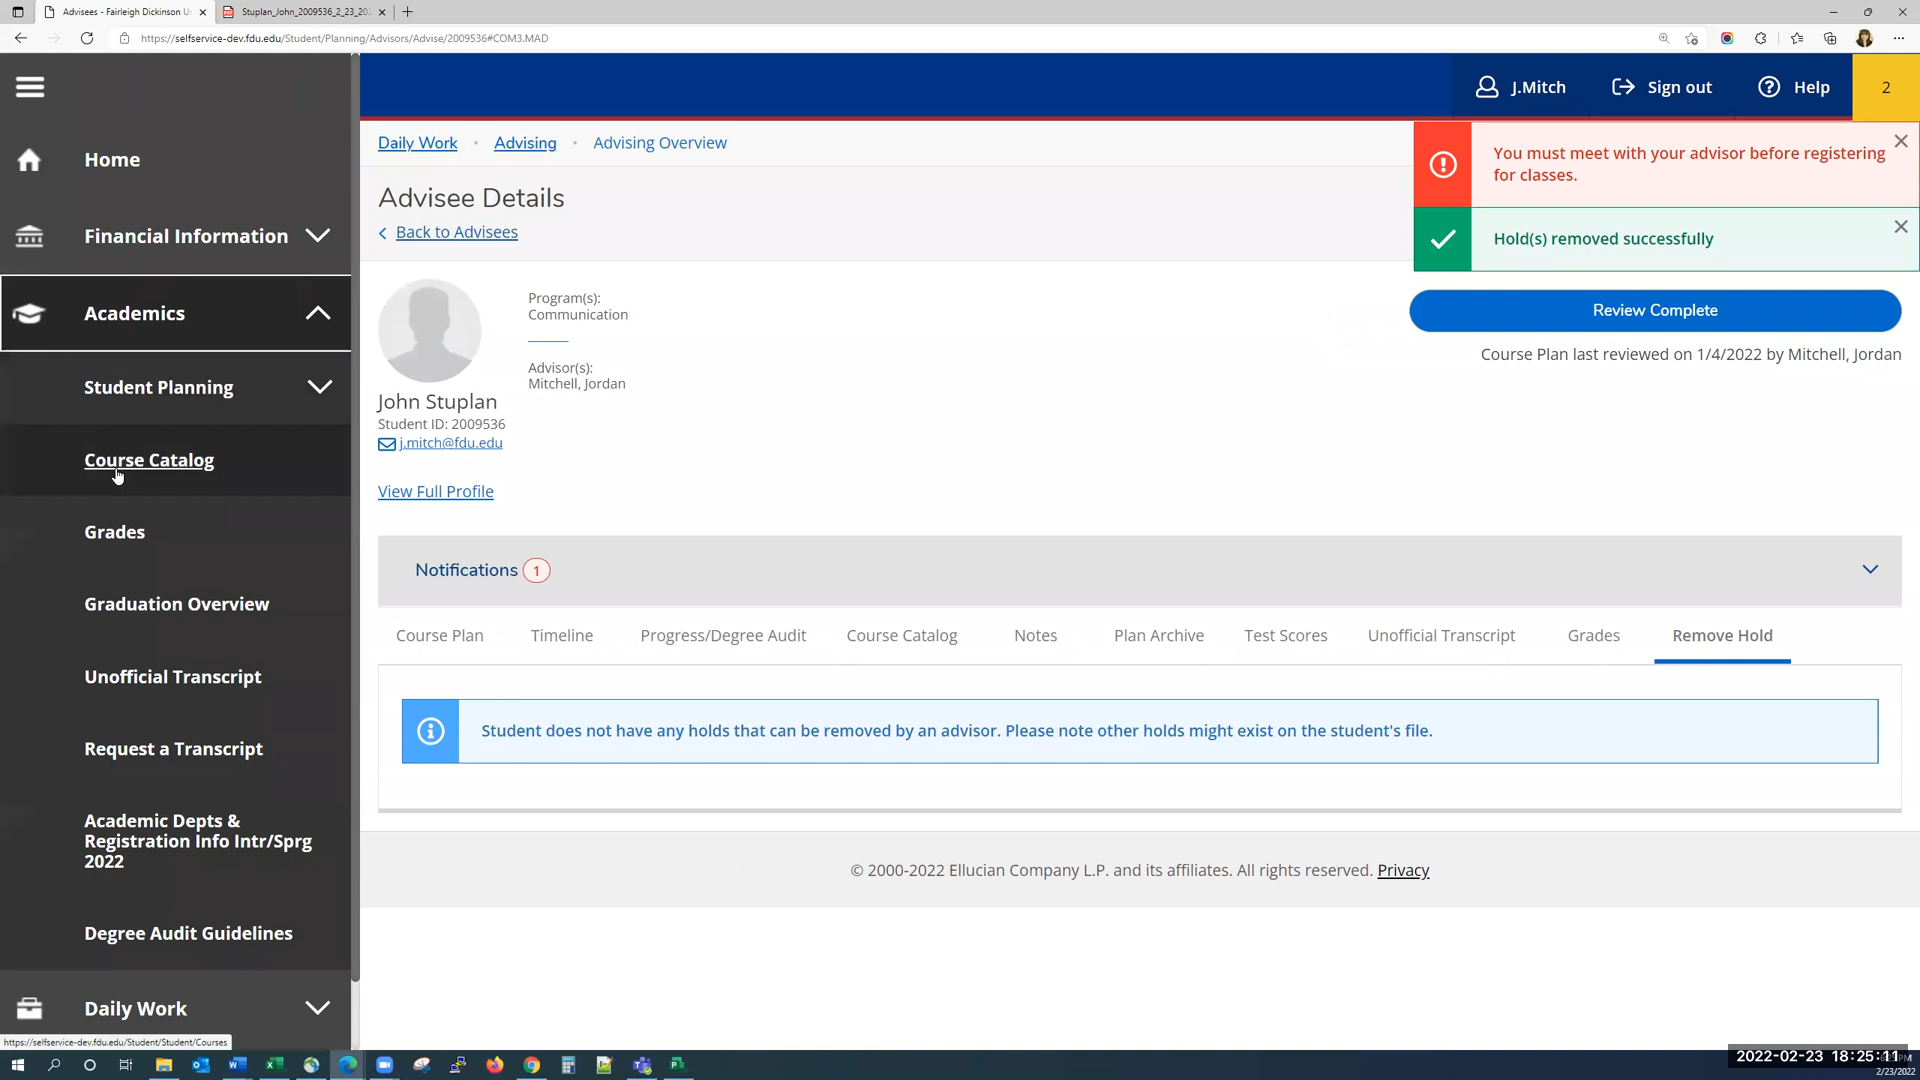 Advisees - Fairleigh Dickinson U
Stuplan_John_2009536_2_23_202
https://selfservice-dev.fdu.edu/Student/Planning/Advisors/Advise/2009536#COM3.MAD
J.Mitch
Sign out
Help
2
Home
Financial Information
Academics
Student Planning
Course Catalog
Grades
Graduation Overview
Unofficial Transcript
Request a Transcript
Academic Depts &
Registration Info Intr/Sprg
2022
Degree Audit Guidelines
Daily Work
https://selfservice-dev.fdu.edu/Student/Student/Courses
Daily Work · Advising · Advising Overview
You must meet with your advisor before registering
for classes.
Hold(s) removed successfully
Advisee Details
Back to Advisees
Review Complete
Course Plan last reviewed on 1/4/2022 by Mitchell, Jordan
Program(s):
Communication
Advisor(s):
Mitchell, Jordan
John Stuplan
Student ID: 2009536
j.mitch@fdu.edu
View Full Profile
Notifications 1
Course Plan Timeline Progress/Degree Audit Course Catalog Notes Plan Archive Test Scores Unofficial Transcript Grades Remove Hold
Student does not have any holds that can be removed by an advisor. Please note other holds might exist on the student's file.
© 2000-2022 Ellucian Company L.P. and its affiliates. All rights reserved. Privacy
2022-02-23 18:25:11
2/23/2022